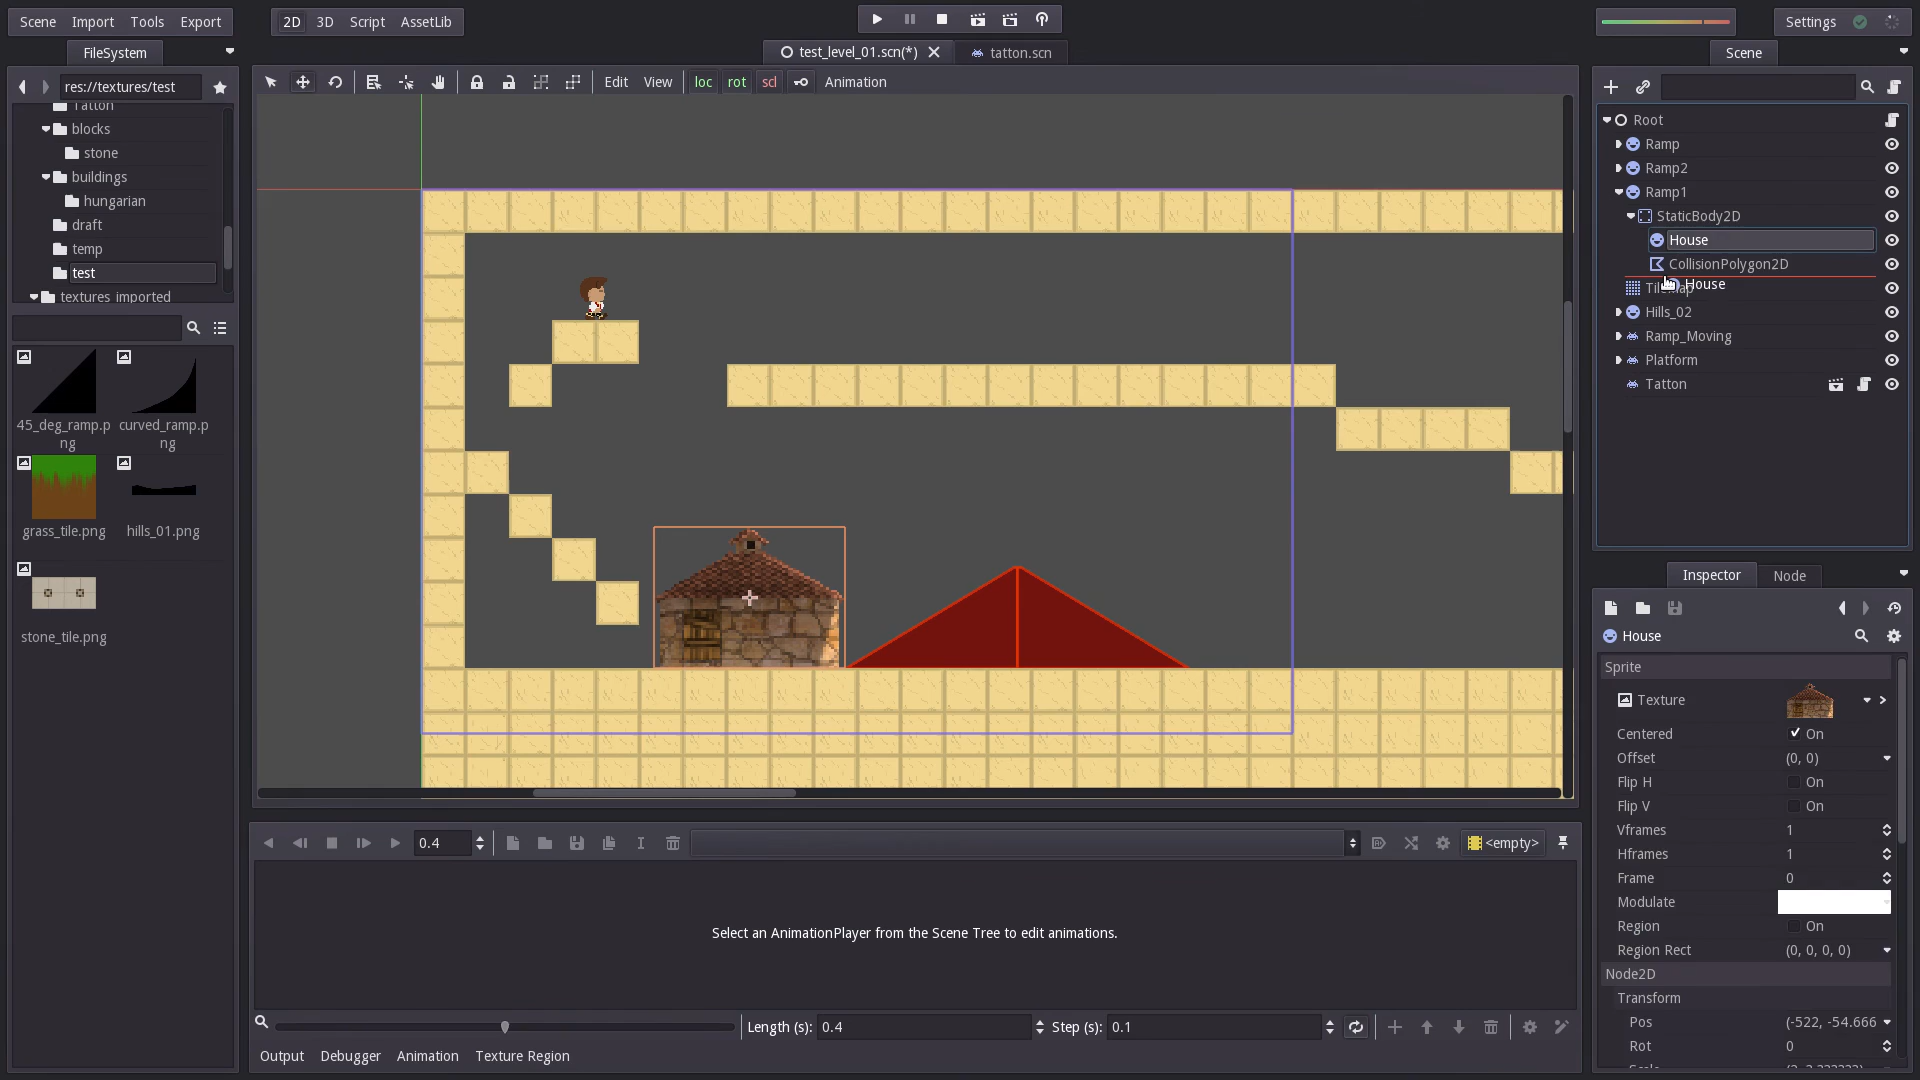 Scene Import Tools Export
2D 3D Script AssetLib
Settings
FileSystem
res://textures/test
Tatton
blocks
stone
buildings
hungarian
draft
temp
test
textures_imported
45_deg_ramp.p
ng
curved_ramp.p
ng
grass_tile.png
hills_01.png
stone_tile.png
test_level_01.scn(*)
tatton.scn
Edit View loc rot scl Animation
0.4
<empty>
Select an AnimationPlayer from the Scene Tree to edit animations.
Length (s): 0.4 Step (s): 0.1
Output Debugger Animation Texture Region
Scene
Root
Ramp
Ramp2
Ramp1
StaticBody2D
House
CollisionPolygon2D
House
TileMap
Hills_02
Ramp_Moving
Platform
Tatton
Inspector Node
House
Sprite
Texture
Centered On
Offset (0, 0)
Flip H On
Flip V On
Vframes 1
Hframes 1
Frame 0
Modulate
Region On
Region Rect (0, 0, 0, 0)
Node2D
Transform
Pos (-522, -54.666
Rot 0